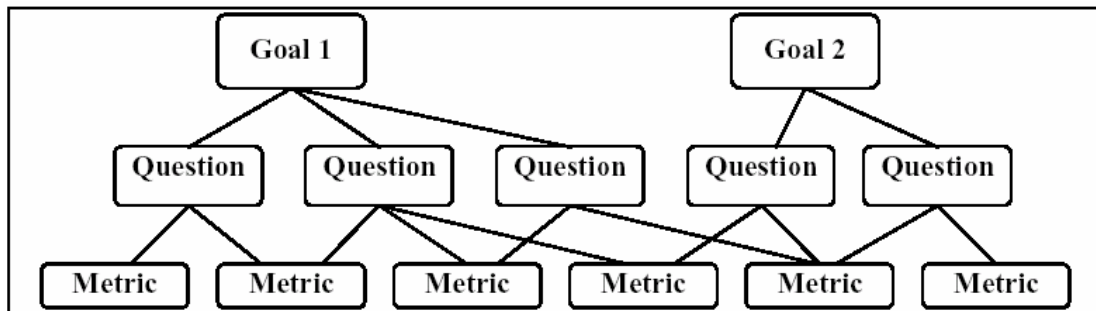 Goal 1 Goal 2
Question Question Question Question Question
Metric Metric Metric Metric Metric Metric